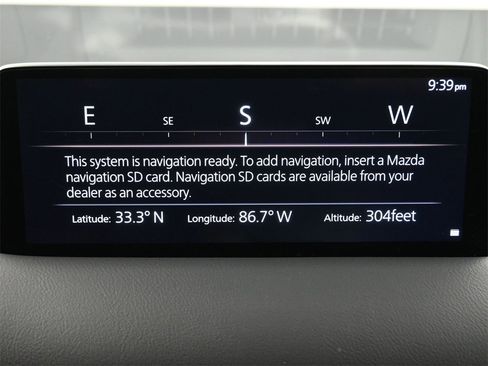 9:39pm
E SE S SW W
This system is navigation ready. To add navigation, insert a Mazda
navigation SD card. Navigation SD cards are available from your
dealer as an accessory.
Latitude: 33.3° N Longitude: 86.7° W Altitude: 304feet